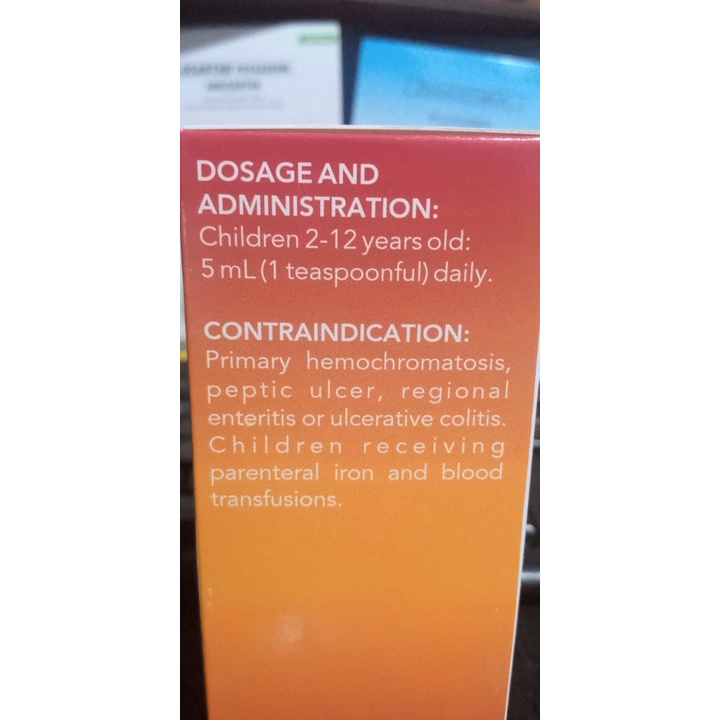 DOSAGE AND
ADMINISTRATION:
Children 2-12 years old:
5 mL (1 teaspoonful) daily.
CONTRAINDICATION:
Primary hemochromatosis,
peptic ulcer, regional
enteritis or ulcerative colitis.
Children receiving
parenteral iron and blood
transfusions.